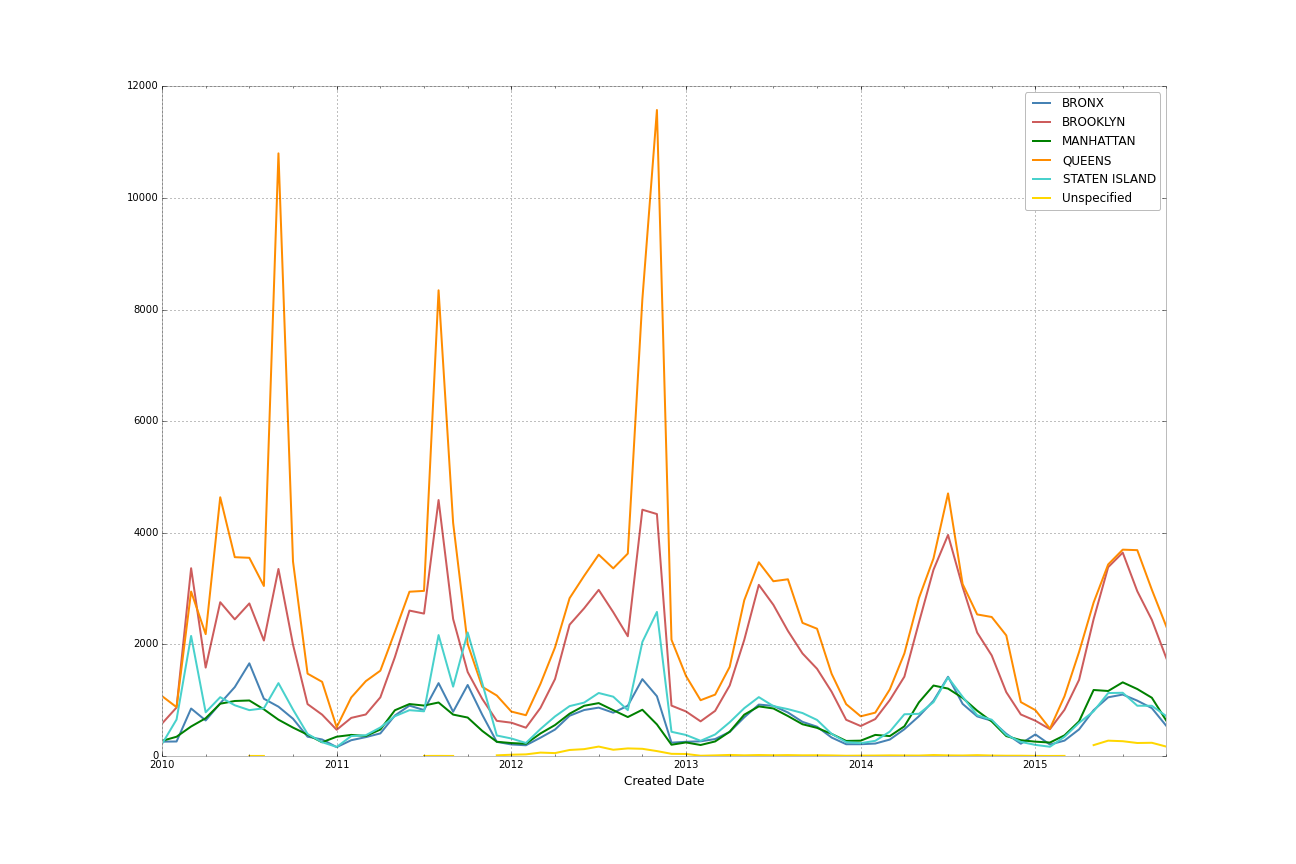 12000
10000
8000
6000
4000
2000
0
2010
2011
2012
2013
2014
2015
Created Date
BRONX
BROOKLYN
MANHATTAN
QUEENS
STATEN ISLAND
Unspecified